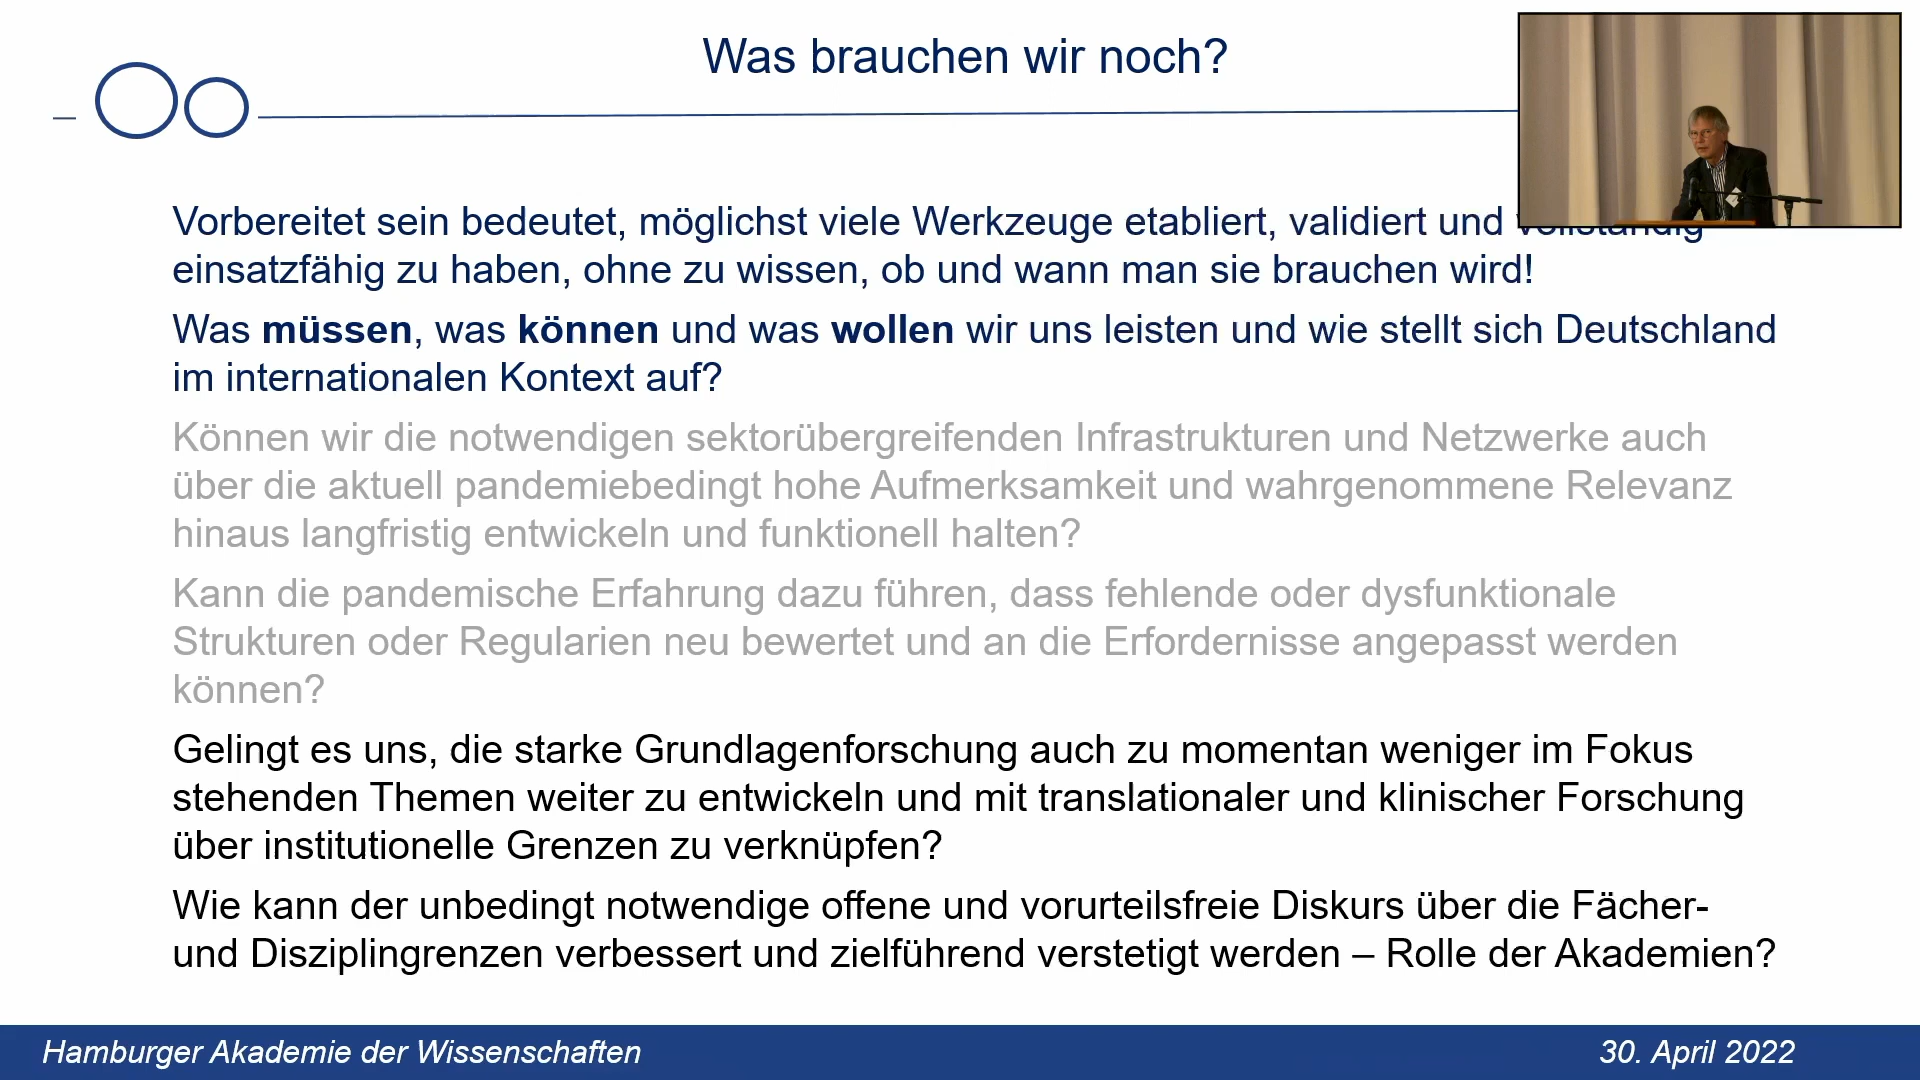 Was brauchen wir noch?
Vorbereitet sein bedeutet, möglichst viele Werkzeuge etabliert, validiert und vollständig
einsatzfähig zu haben, ohne zu wissen, ob und wann man sie brauchen wird!
Was müssen, was können und was wollen wir uns leisten und wie stellt sich Deutschland
im internationalen Kontext auf?
Können wir die notwendigen sektorübergreifenden Infrastrukturen und Netzwerke auch
über die aktuell pandemiebedingt hohe Aufmerksamkeit und wahrgenommene Relevanz
hinaus langfristig entwickeln und funktionell halten?
Kann die pandemische Erfahrung dazu führen, dass fehlende oder dysfunktionale
Strukturen oder Regularien neu bewertet und an die Erfordernisse angepasst werden
können?
Gelingt es uns, die starke Grundlagenforschung auch zu momentan weniger im Fokus
stehenden Themen weiter zu entwickeln und mit translationaler und klinischer Forschung
über institutionelle Grenzen zu verknüpfen?
Wie kann der unbedingt notwendige offene und vorurteilsfreie Diskurs über die Fächer-
und Disziplingrenzen verbessert und zielführend verstetigt werden – Rolle der Akademien?
Hamburger Akademie der Wissenschaften
30. April 2022